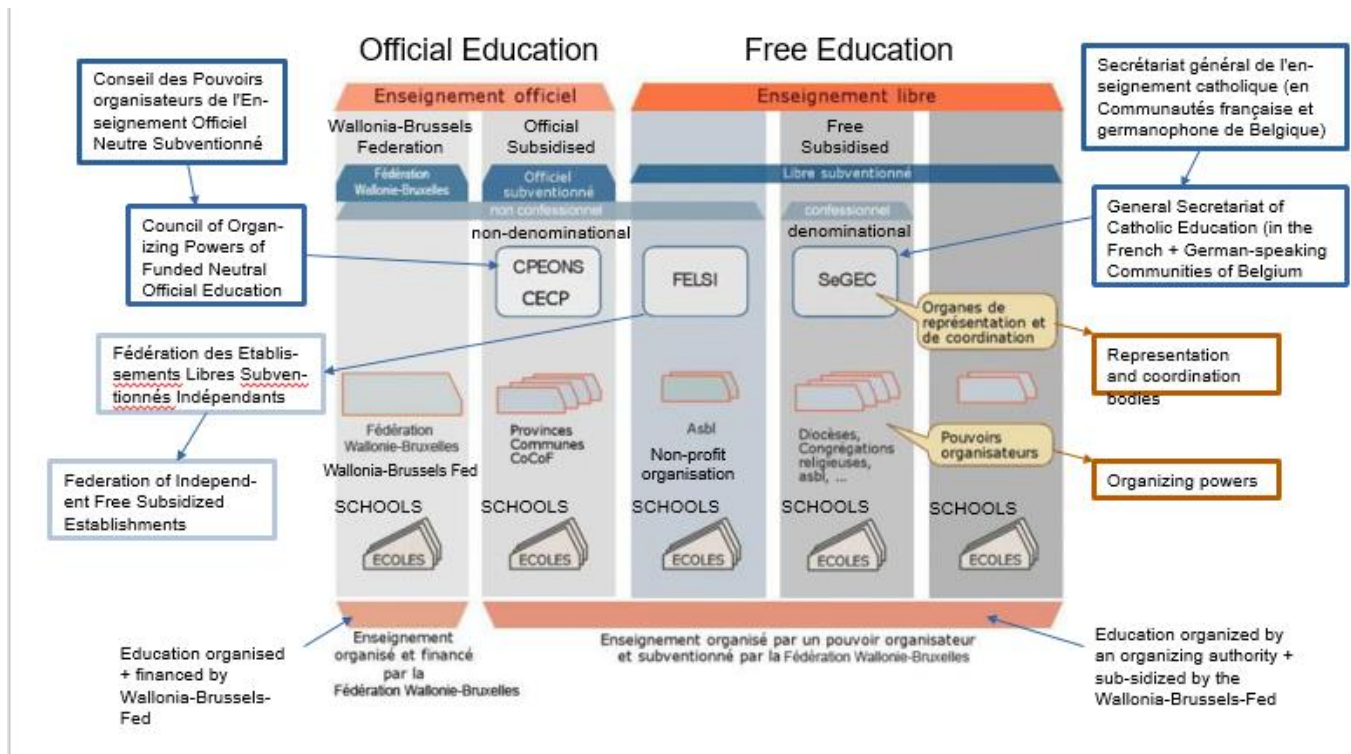 Official Education
Free Education
Conseil des Pouvoirs
organisateurs de l'En-
seignement Officiel
Neutre Subventionné
Secrétariat général de l'en-
seignement catholique (en
Communautés française et
germanophone de Belgique)
Enseignement officiel
Enseignement libre
Wallonia-Brussels
Federation
Official
Subsidised
Free
Subsidised
Fédération
Wallonie-Bruxelles
Officiel
subventionné
Libre subventionné
non confessionnel
confessionnel
non-denominational
denominational
Council of Organ-
izing Powers of
Funded Neutral
Official Education
General Secretariat of
Catholic Education (in the
French + German-speaking
Communities of Belgium
CPEONS
CECP
FELSI
SeGEC
Organes de
représentation et
de coordination
Fédération des Etablis-
sements Libres Subven-
tionnés Indépendants
Representation
and coordination
bodies
Fédération
Wallonie-Bruxelles
Wallonia-Brussels Fed
Provinces
Communes
CoCoF
Asbl
Non-profit
organisation
Diocèses,
Congrégations
religieuses,
asbl, ...
Pouvoirs
organisateurs
Organizing powers
Federation of Independ-
ent Free Subsidized
Establishments
SCHOOLS
SCHOOLS
SCHOOLS
SCHOOLS
SCHOOLS
ECOLES
ECOLES
ECOLES
ECOLES
ECOLES
Education organised
+ financed by
Wallonia-Brussels-
Fed
Enseignement
organisé et financé
par la
Fédération Wallonie-Bruxelles
Enseignement organisé par un pouvoir organisateur
et subventionné par la Fédération Wallonie-Bruxelles
Education organized by
an organizing authority +
sub-sidized by the
Wallonia-Brussels-Fed